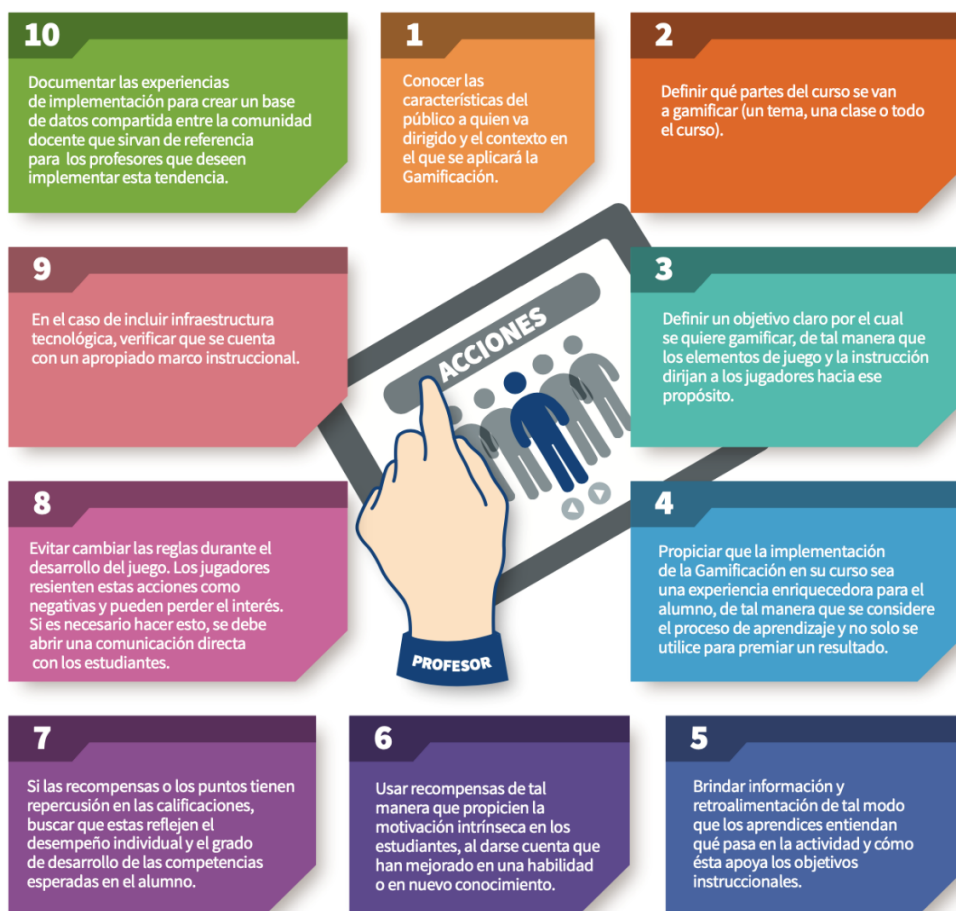 10
Documentar las experiencias
de implementación para crear un base
de datos compartida entre la comunidad
docente que sirvan de referencia
para los profesores que deseen
implementar esta tendencia.
1
Conocer las
características del
público a quien va
dirigido y el contexto en
el que se aplicará la
Gamificación.
2
Definir qué partes del curso se van
a gamificar (un tema, una clase o todo
el curso).
9
En el caso de incluir infraestructura
tecnológica, verificar que se cuenta
con un apropiado marco instruccional.
ACCIONES
3
Definir un objetivo claro por el cual
se quiere gamificar, de tal manera que
los elementos de juego y la instrucción
dirijan a los jugadores hacia ese
propósito.
8
Evitar cambiar las reglas durante el
desarrollo del juego. Los jugadores
resienten estas acciones como
negativas y pueden perder el interés.
Si es necesario hacer esto, se debe
abrir una comunicación directa
con los estudiantes.
PROFESOR
4
Propiciar que la implementación
de la Gamificación en su curso sea
una experiencia enriquecedora para el
alumno, de tal manera que se considere
el proceso de aprendizaje y no solo se
utilice para premiar un resultado.
7
Si las recompensas o los puntos tienen
repercusión en las calificaciones,
buscar que estas reflejen el
desempeño individual y el grado
de desarrollo de las competencias
esperadas en el alumno.
6
Usar recompensas de tal
manera que propicien la
motivación intrínseca en los
estudiantes, al darse cuenta que
han mejorado en una habilidad
o en nuevo conocimiento.
5
Brindar información y
retroalimentación de tal modo
que los aprendices entiendan
qué pasa en la actividad y cómo
ésta apoya los objetivos
instruccionales.